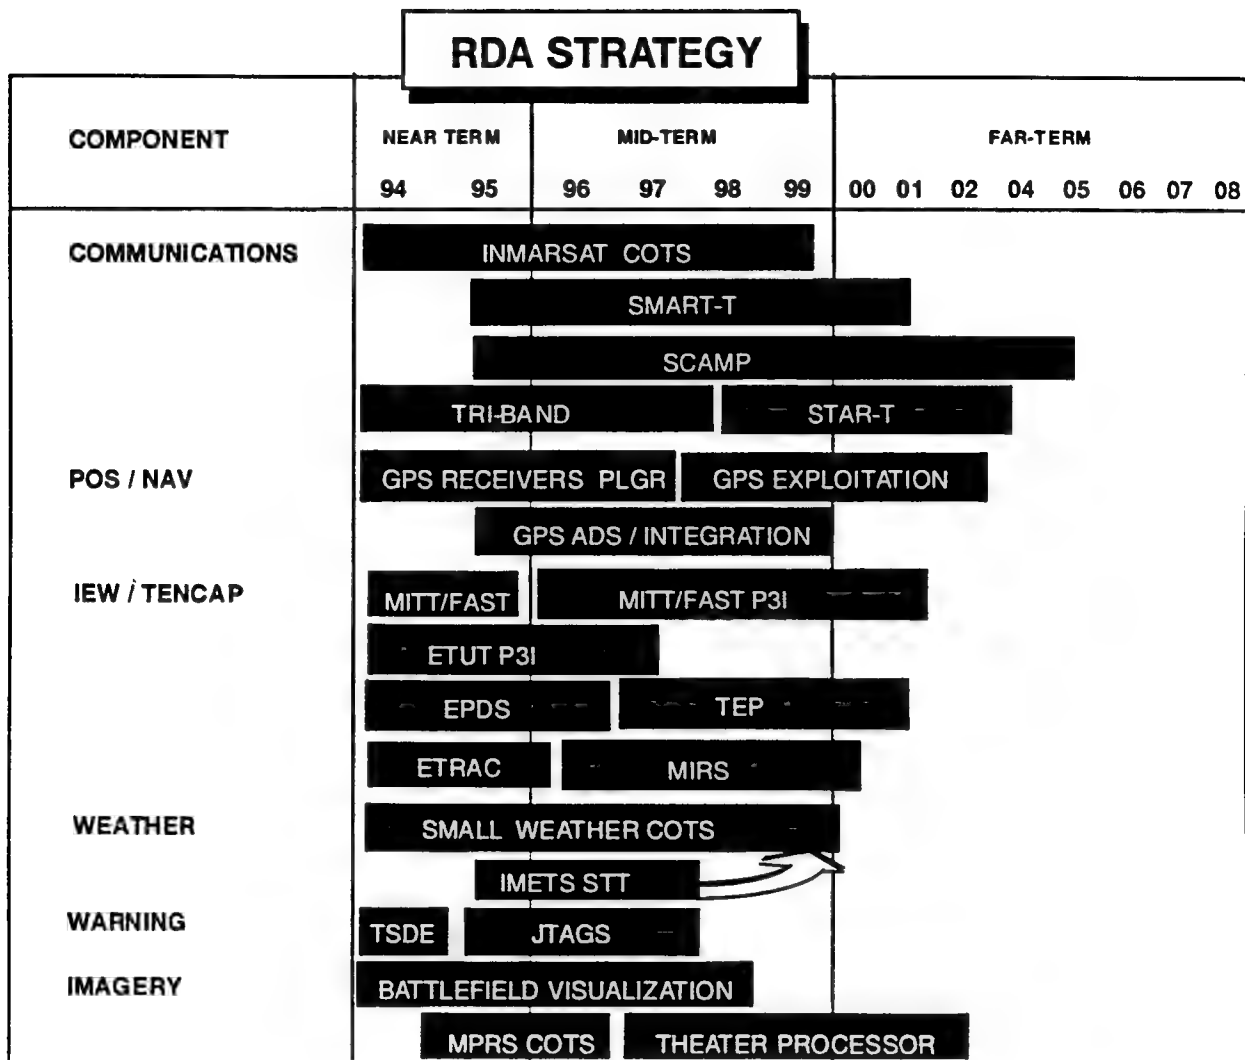 RDA STRATEGY
COMPONENT NEAR TERM MID-TERM FAR-TERM
94 95 96 97 98 99 00 01 02 04 05 06 07 08
COMMUNICATIONS INMARSAT COTS
SMART-T
SCAMP
TRI-BAND STAR-T
POS / NAV GPS RECEIVERS PLGR GPS EXPLOITATION
GPS ADS / INTEGRATION
IEW / TENCAP MITT/FAST MITT/FAST P3I
ETUT P3I
EPDS TEP
ETRAC MIRS
WEATHER SMALL WEATHER COTS
IMETS STT
WARNING TSDE JTAGS
IMAGERY BATTLEFIELD VISUALIZATION
MPRS COTS THEATER PROCESSOR